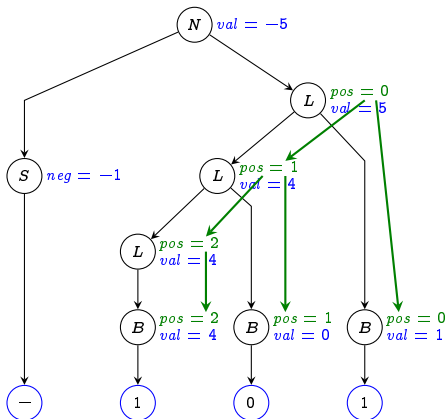 N val = −5
L pos = 0
val = 5
S neg = −1
L pos = 1
val = 4
L pos = 2
val = 4
B pos = 2
val = 4
B pos = 1
val = 0
B pos = 0
val = 1
− 1 0 1